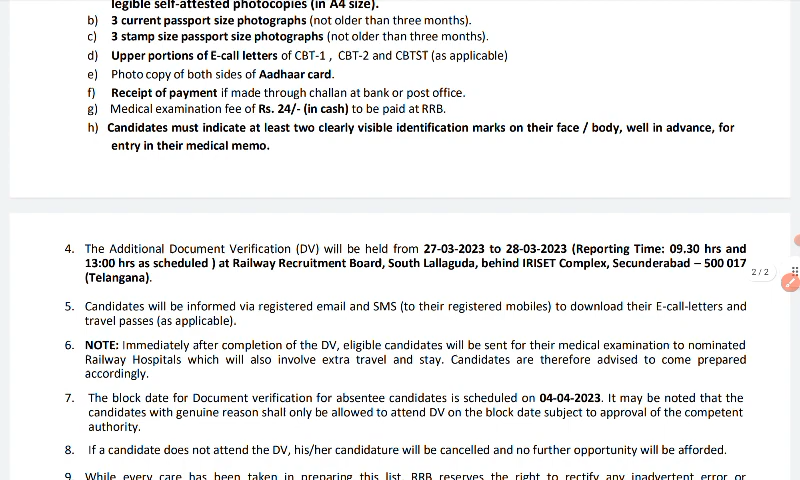 legible self-attested photocopies (in A4 size).
b) 3 current passport size photographs (not older than three months).
c) 3 stamp size passport size photographs (not older than three months).
d) Upper portions of E-call letters of CBT-1 , CBT-2 and CBTST (as applicable)
e) Photo copy of both sides of Aadhaar card.
f) Receipt of payment if made through challan at bank or post office.
g) Medical examination fee of Rs. 24/- (in cash) to be paid at RRB.
h) Candidates must indicate at least two clearly visible identification marks on their face / body, well in advance, for
entry in their medical memo.
4. The Additional Document Verification (DV) will be held from 27-03-2023 to 28-03-2023 (Reporting Time: 09.30 hrs and
13:00 hrs as scheduled ) at Railway Recruitment Board, South Lallaguda, behind IRISET Complex, Secunderabad – 500 017
(Telangana).
2 / 2
5. Candidates will be informed via registered email and SMS (to their registered mobiles) to download their E-call-letters and
travel passes (as applicable).
6. NOTE: Immediately after completion of the DV, eligible candidates will be sent for their medical examination to nominated
Railway Hospitals which will also involve extra travel and stay. Candidates are therefore advised to come prepared
accordingly.
7. The block date for Document verification for absentee candidates is scheduled on 04-04-2023. It may be noted that the
candidates with genuine reason shall only be allowed to attend DV on the block date subject to approval of the competent
authority.
8. If a candidate does not attend the DV, his/her candidature will be cancelled and no further opportunity will be afforded.
9. While every care has been taken in preparing this list, RRB reserves the right to rectify any inadvertent error or